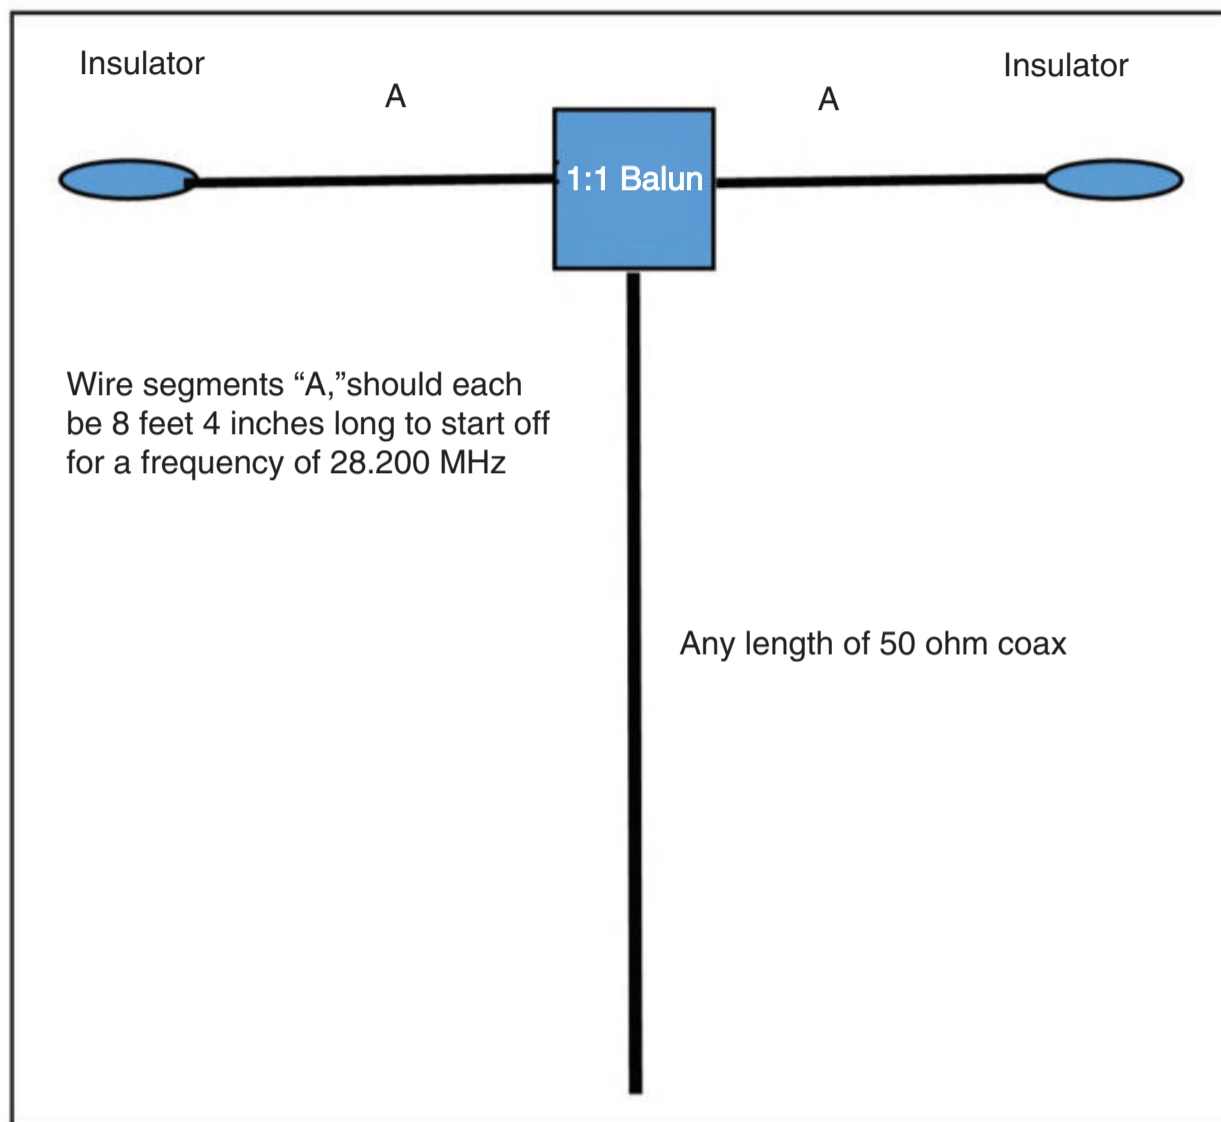 Insulator
Insulator
A
A
1:1 Balun
Wire segments “A,”should each
be 8 feet 4 inches long to start off
for a frequency of 28.200 MHz
Any length of 50 ohm coax